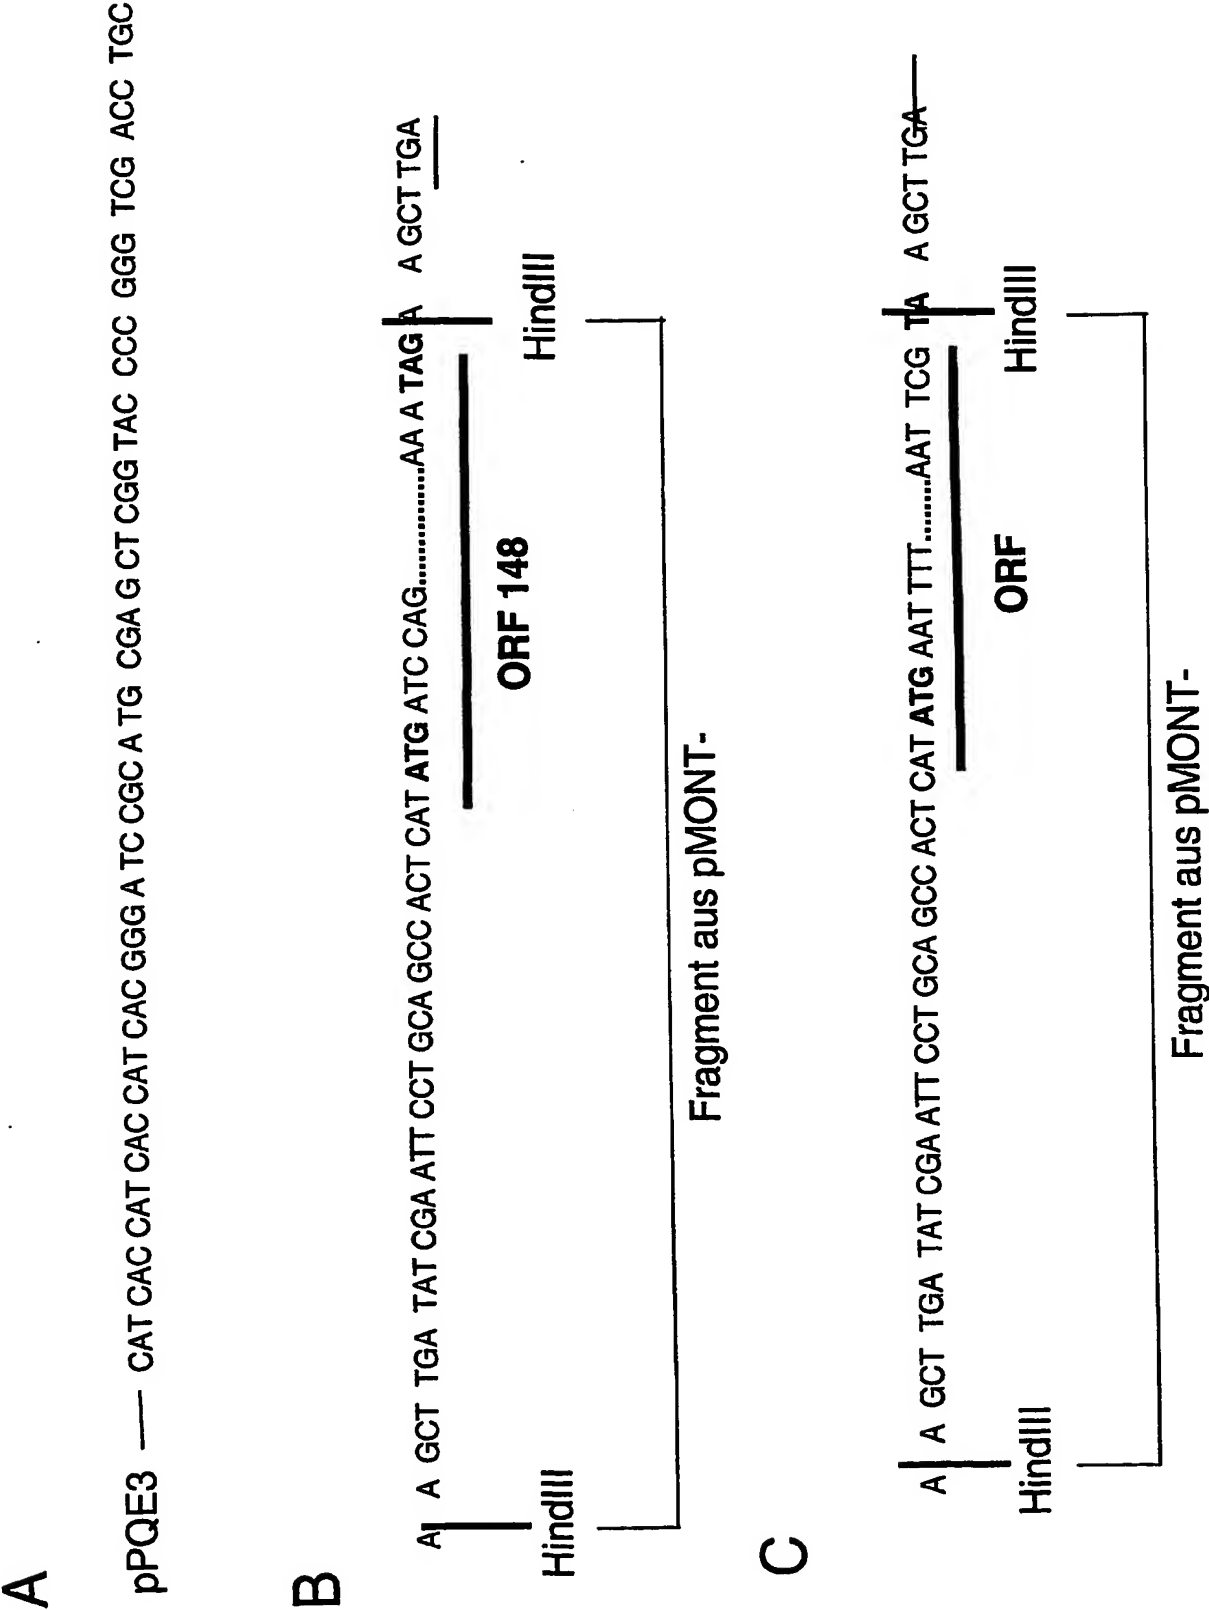 A
pPQE3 — CAT CAC CAT CAC CAT CAC GGG A TC CGC A TG CGA G CT CGG TAC CCC GGG TCG ACC TGC
B
A A GCT TGA TAT CGA ATT CCT GCA GCC ACT CAT ATG ATC CAG...............AA A TAG A A GCT TGA
HindIII HindIII
ORF 148
Fragment aus pMONT-
C
A A GCT TGA TAT CGA ATT CCT GCA GCC ACT CAT ATG AAT TTT.........AAT TCG TA A GCT TGA—
HindIII HindIII
ORF
Fragment aus pMONT-